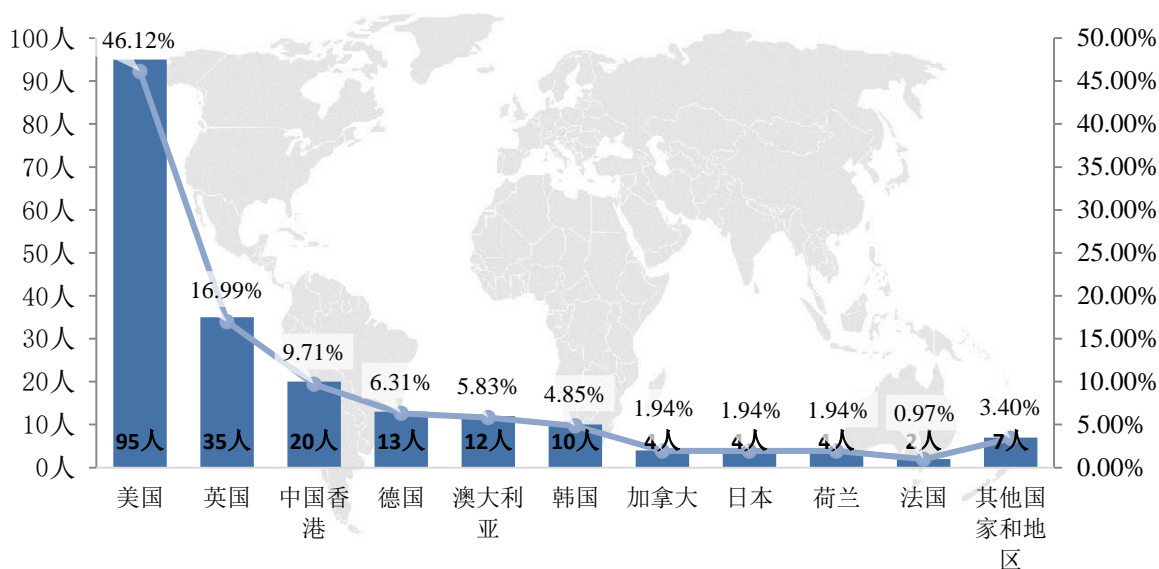 100人
90人
80人
70人
60人
50人
40人
30人
20人
10人
0人
50.00%
45.00%
40.00%
35.00%
30.00%
25.00%
20.00%
15.00%
10.00%
5.00%
0.00%
46.12%
16.99%
9.71%
6.31%
5.83%
4.85%
1.94%
1.94%
1.94%
0.97%
3.40%
95人
35人
20人
13人
12人
10人
4人
4人
4人
2人
7人
美国
英国
中国香
港
德国
澳大利
亚
韩国
加拿大
日本
荷兰
法国
其他国
家和地
区